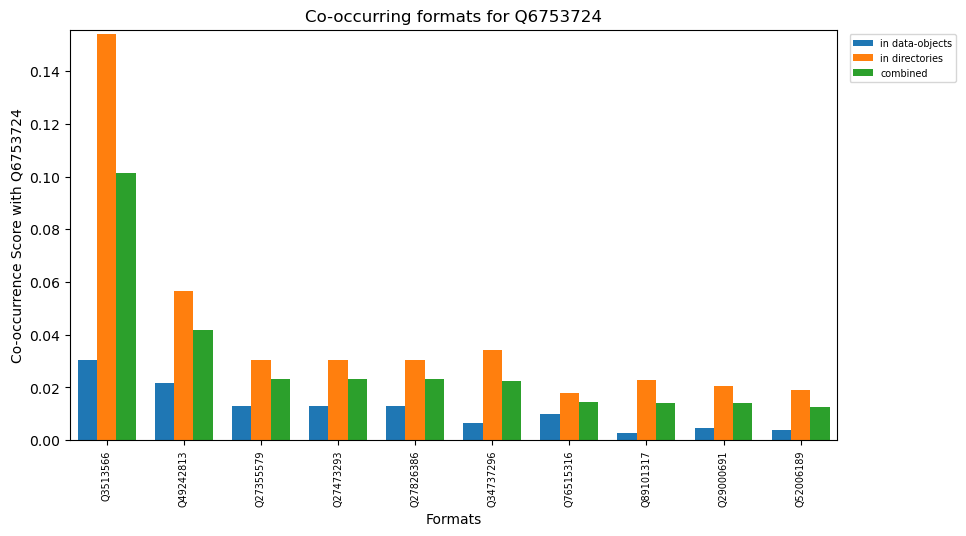 Co-occurring formats for Q6753724
in data-objects
in directories
combined
Co-occurrence Score with Q6753724
0.14
0.12
0.10
0.08
0.06
0.04
0.02
0.00
Q3513566
Q49242813
Q27355579
Q27473293
Q27826386
Q34737296
Q76515316
Q89101317
Q29000691
Q52006189
Formats